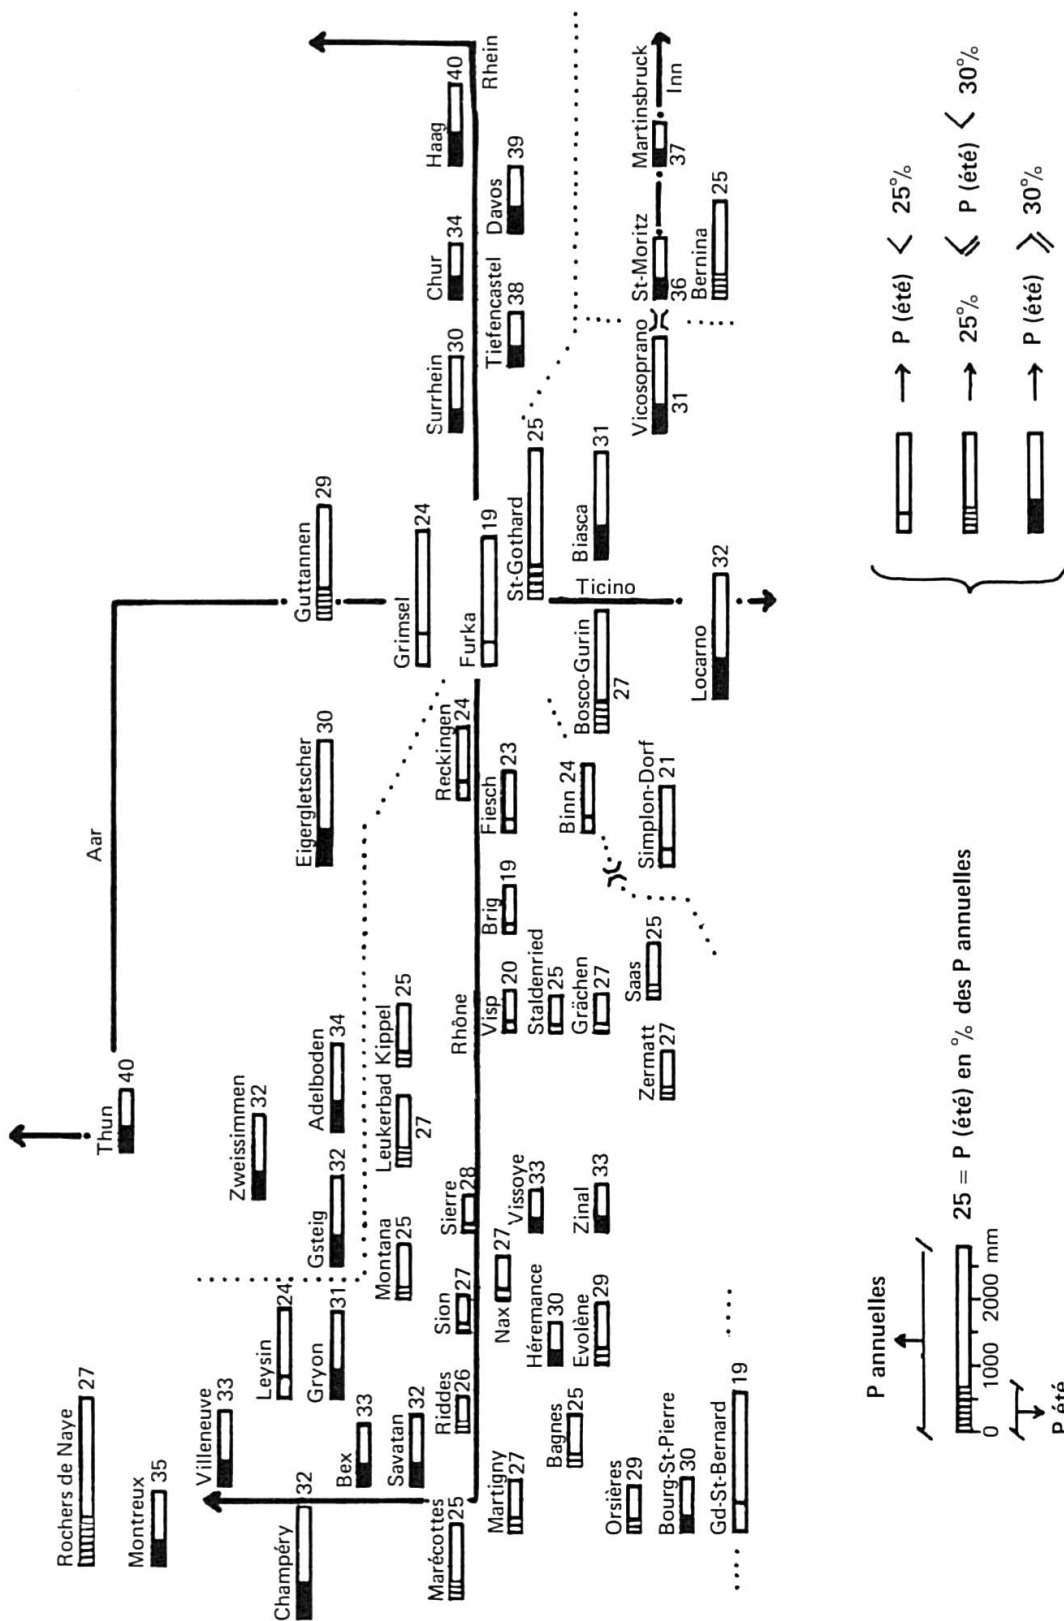 Rochers de Naye 27
Montreux 35
Villeneuve 33
Champéry 32
Leysin 24
Gryon 31
Bex 33
Savatan 32
Marécottes 25
Riddes 26
Martigny 27
Bagnes 25
Orsières 29
Bourg-St-Pierre 30
Gd-St-Bernard 19
Thun 40
Zweissimmen 32
Gsteig 32
Adelboden 34
Montana 25
Leukerbad 27
Kippel 25
Sion 27
Sierre 28
Rhône
Nax 27
Vissoye 33
Héremance 30
Evolène 29
Zinal 33
Visp 20
Staldenried 25
Grächen 27
Zermatt 27
Saas 25
Aar
Eigergletscher 30
Guttannen 29
Grimsel 24
Furka 19
Reckingen 24
Fiesch 23
Brig 19
Binn 24
Simplon-Dorf 21
Bosco-Gurin 27
St-Gothard 25
Ticino
Biasca 31
Locarno 32
Surrhein 30
Chur 34
Haag 40
Rhein
Tiefencastel 38
Davos 39
Vicosoprano 31
St-Moritz 36
Martinsbruck 37
Inn
Bernina 25
P annuelles
25 = P (été) en % des P annuelles
0 1000 2000 mm
P été
→ P (été) < 25%
→ 25% ⩽ P (été) < 30%
→ P (été) ⩾ 30%